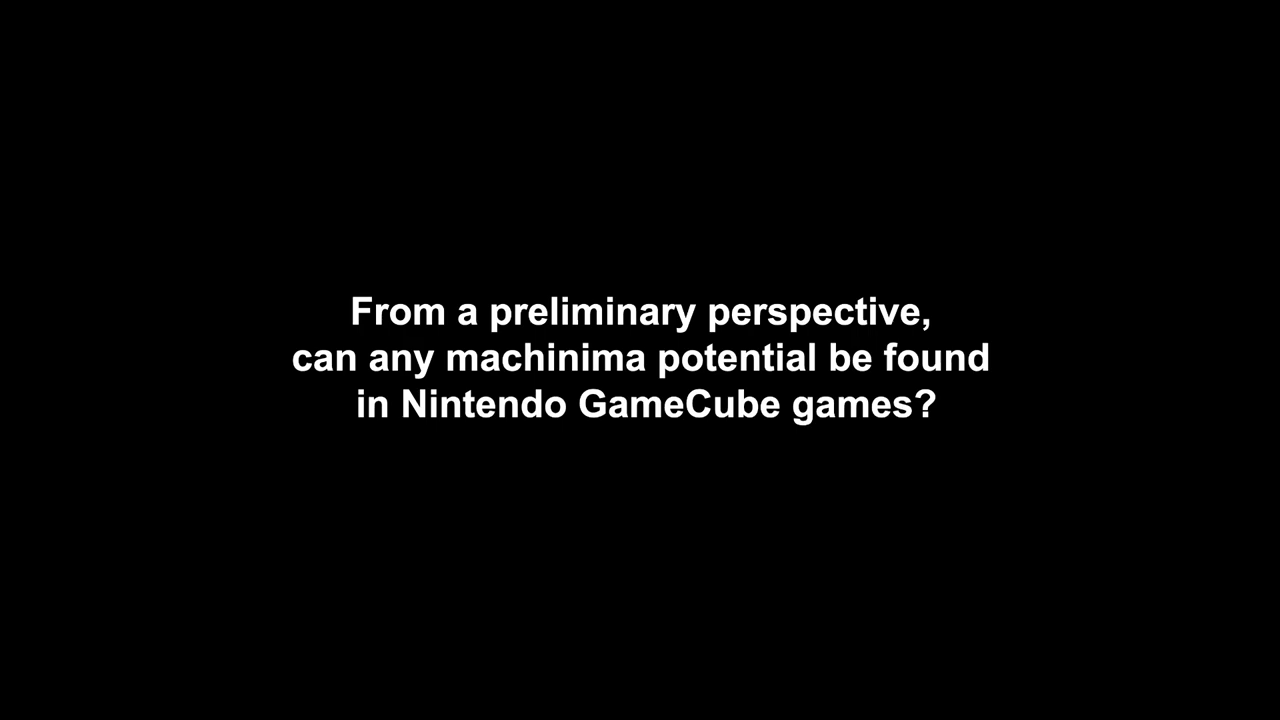 From a preliminary perspective,
can any machinima potential be found
in Nintendo GameCube games?